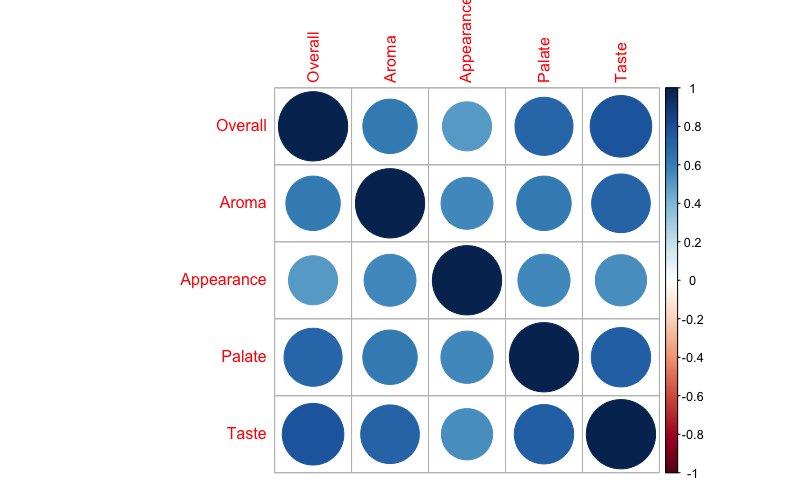 Overall
Aroma
Appearance
Palate
Taste
Overall
Aroma
Appearance
Palate
Taste
1
0.8
0.6
0.4
0.2
0
-0.2
-0.4
-0.6
-0.8
-1